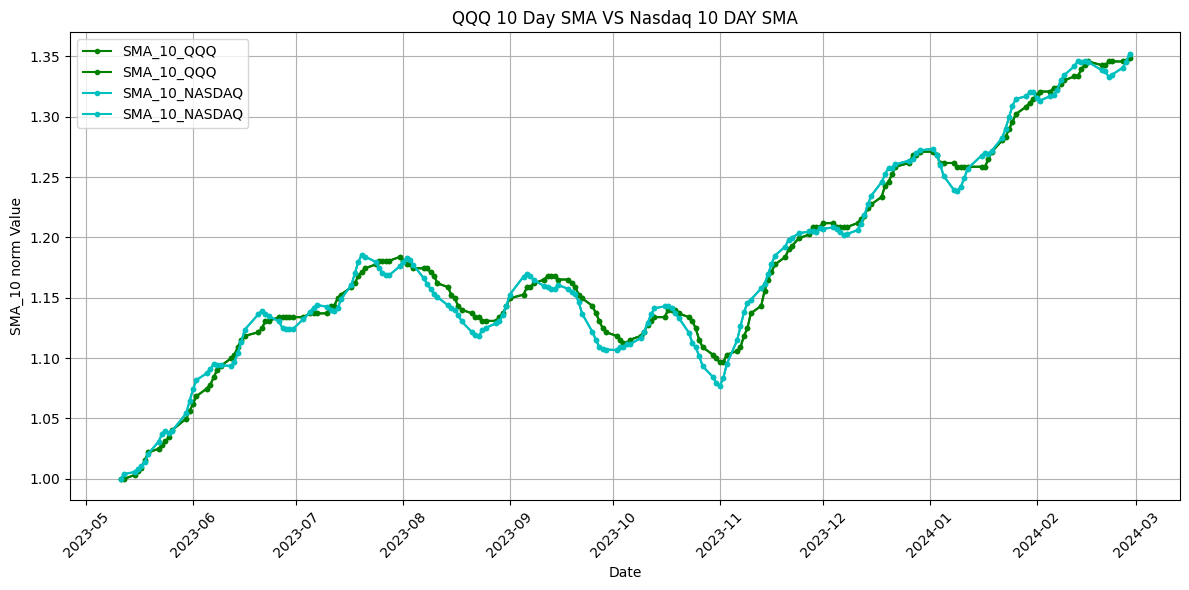 QQQ 10 Day SMA VS Nasdaq 10 DAY SMA
SMA_10_QQQ
SMA_10_QQQ
SMA_10_NASDAQ
SMA_10_NASDAQ
SMA_10 norm Value
1.35
1.30
1.25
1.20
1.15
1.10
1.05
1.00
2023-05
2023-06
2023-07
2023-08
2023-09
2023-10
2023-11
2023-12
2024-01
2024-02
2024-03
Date